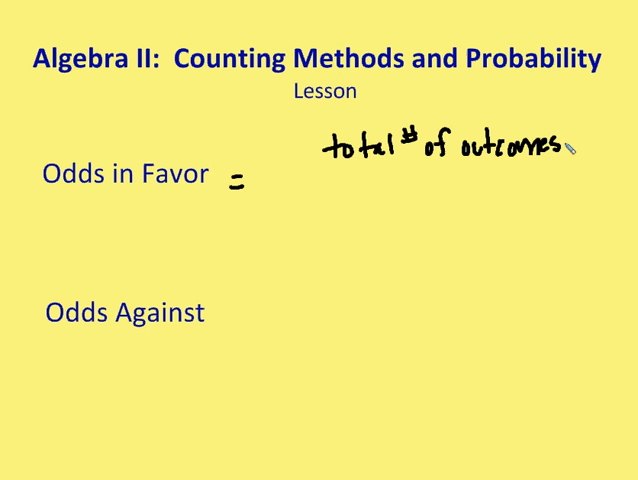 Algebra II: Counting Methods and Probability
Lesson
total # of outcomes
Odds in Favor =
Odds Against